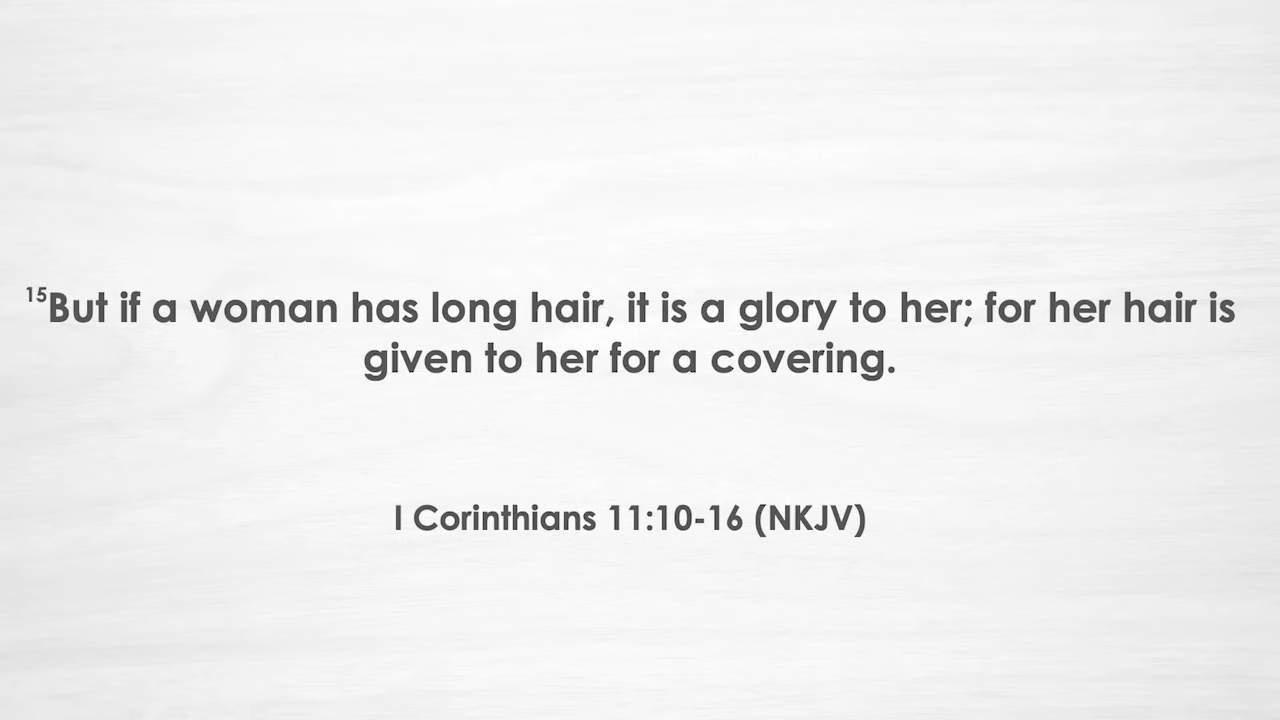 ¹⁵But if a woman has long hair, it is a glory to her; for her hair is
given to her for a covering.
I Corinthians 11:10-16 (NKJV)